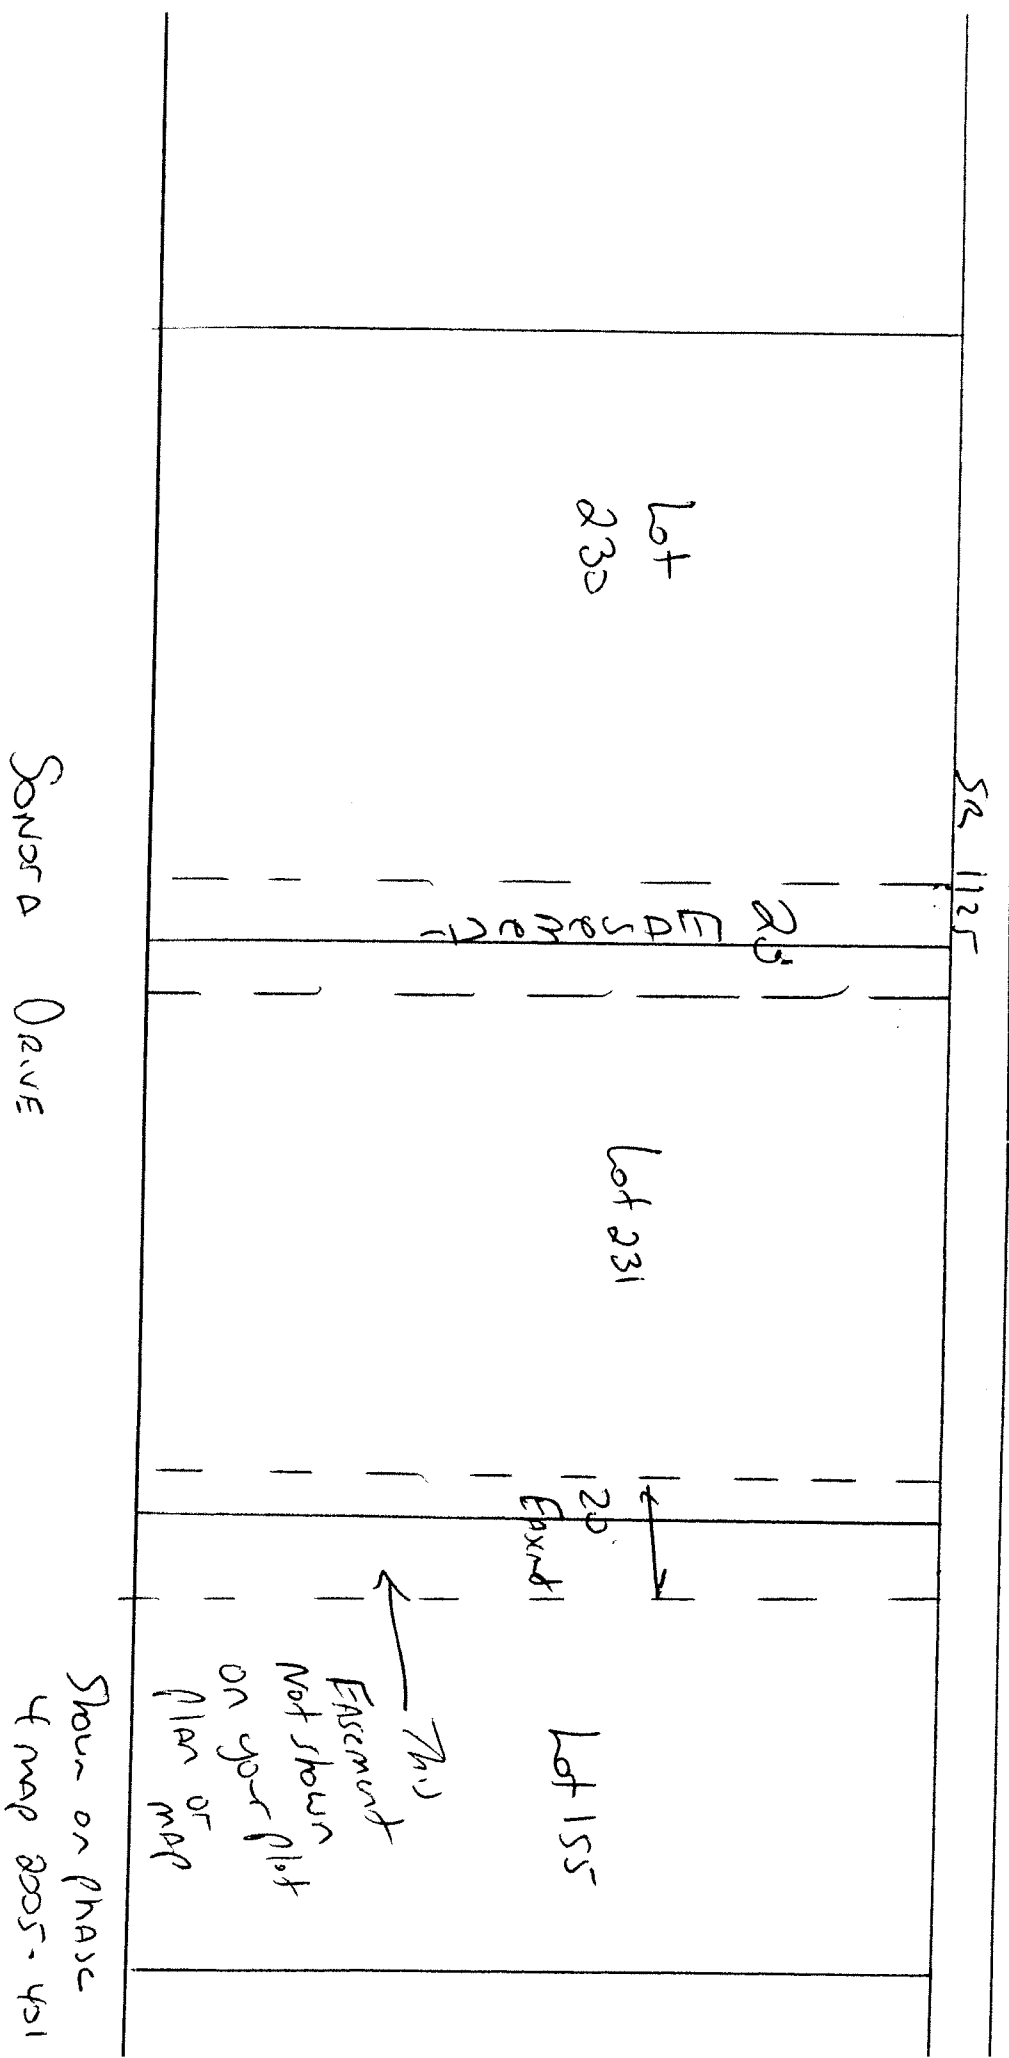 SR 1125
Lot
230
20'
Easement
Lot 231
20'
Easmt
Lot 155
This
Easement
Not shown
on your plot
plan or
map
Sonora Drive
Shown on phase
4 map 2005-401